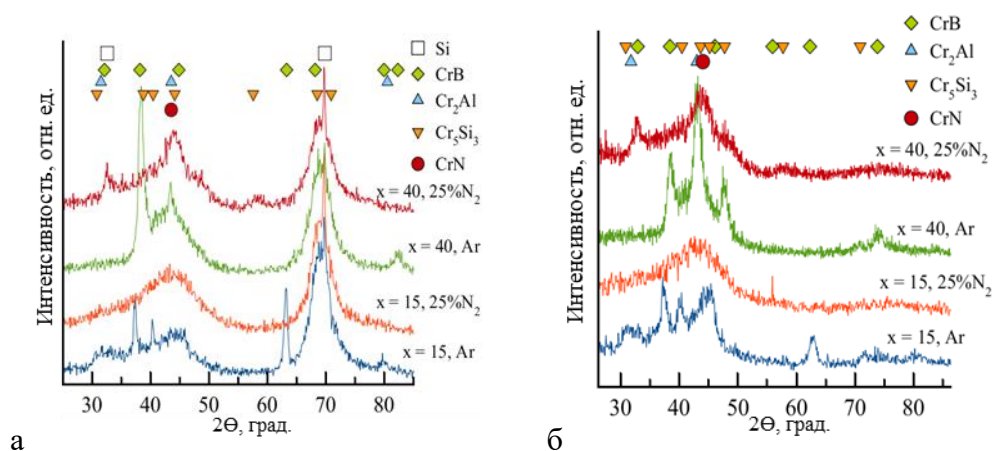 Si
CrB
Cr₂Al
Cr₅Si₃
CrN
x = 40, 25%N₂
x = 40, Ar
x = 15, 25%N₂
x = 15, Ar
Интенсивность, отн. ед.
30 40 50 60 70 80
2Θ, град.
а
CrB
Cr₂Al
Cr₅Si₃
CrN
x = 40, 25%N₂
x = 40, Ar
x = 15, 25%N₂
x = 15, Ar
Интенсивность, отн. ед.
30 40 50 60 70 80
2Θ, град.
б